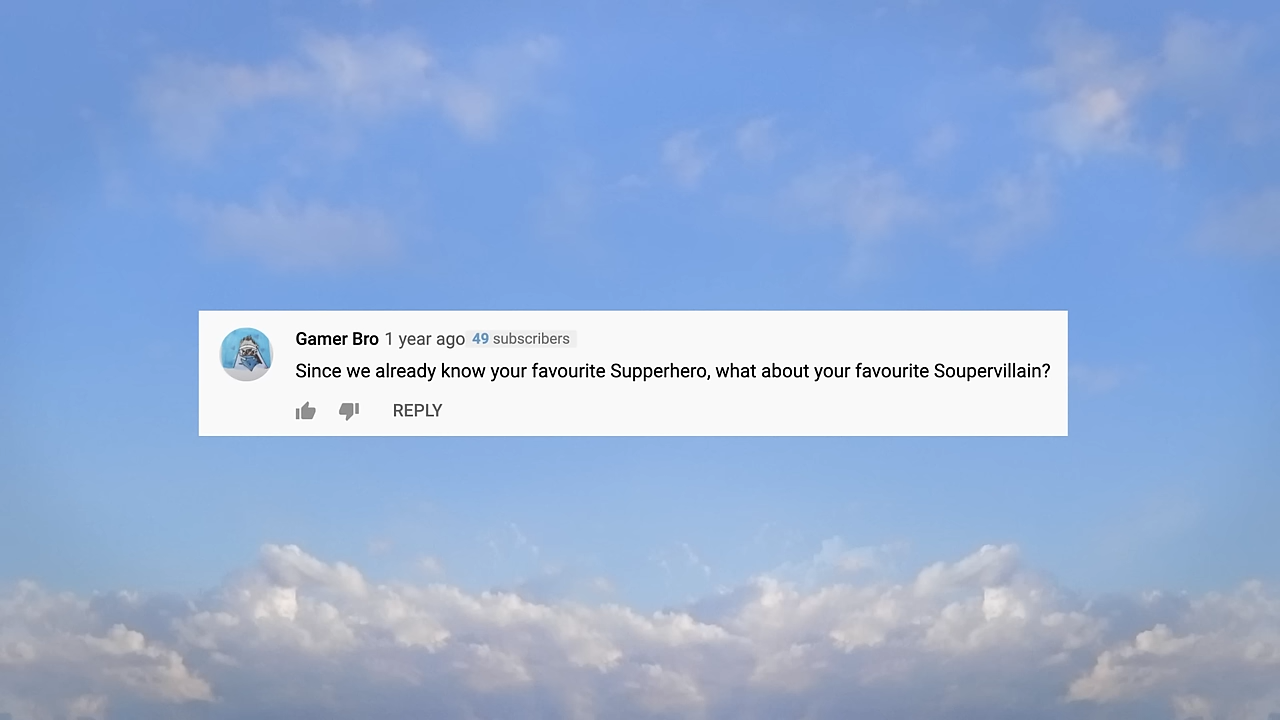 Gamer Bro 1 year ago 49 subscribers
Since we already know your favourite Supperhero, what about your favourite Soupervillain?
REPLY